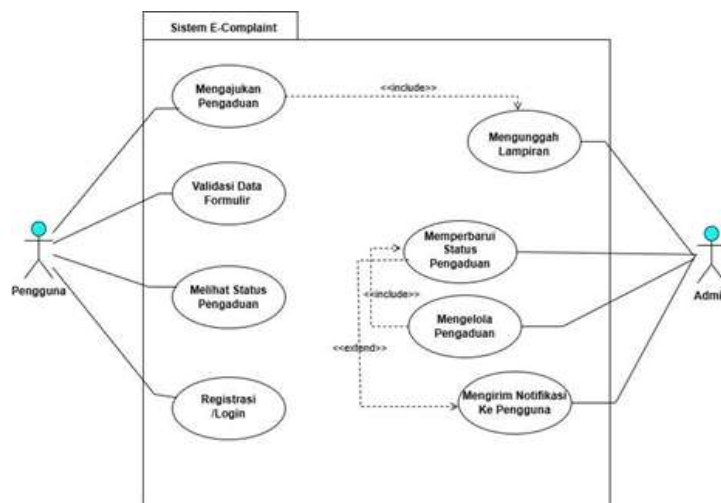 Sistem E-Complaint
Mengajukan
Pengaduan
<<include>>
Mengunggah
Lampiran
Validasi Data
Formulir
Memperbarui
Status
Pengaduan
Pengguna
Melihat Status
Pengaduan
<<include>>
Mengelola
Pengaduan
Admi
<<extend>>
Registrasi
/Login
Mengirim Notifikasi
Ke Pengguna